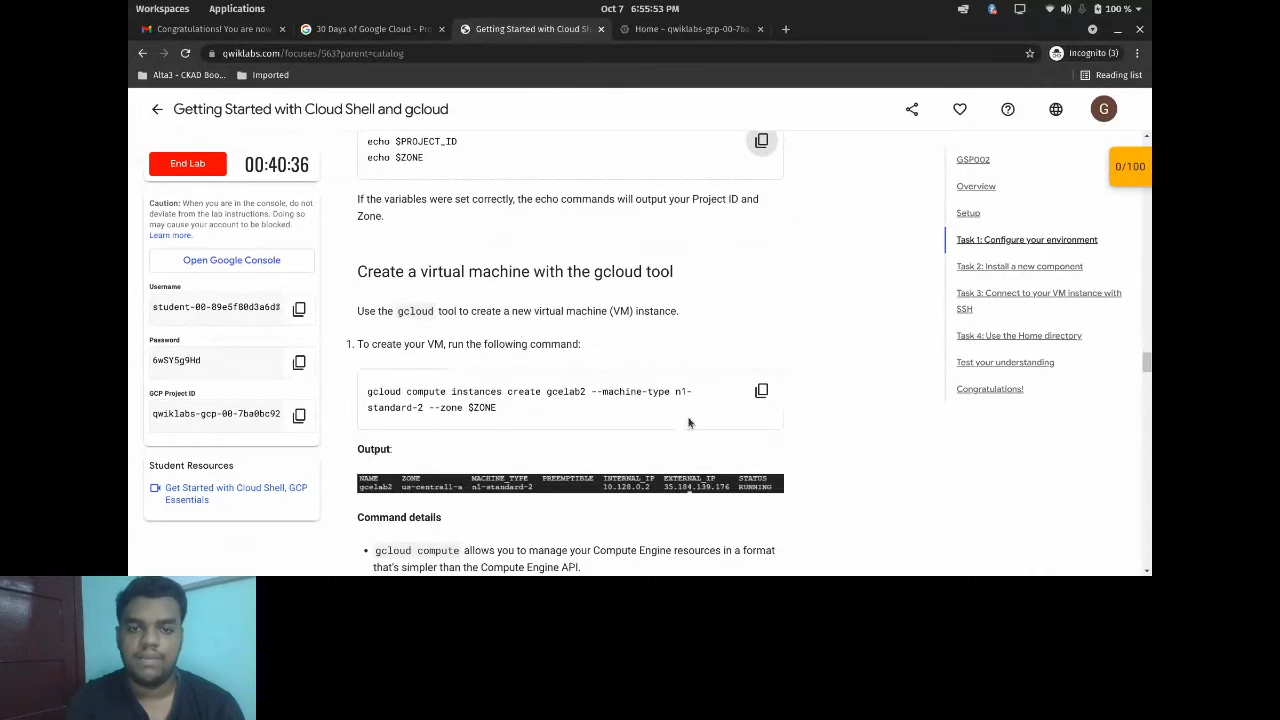 Workspaces Applications Oct 7 6:55:53 PM 100 %
Congratulations! You are now 30 Days of Google Cloud - Pro Getting Started with Cloud Sh Home – qwiklabs-gcp-00-7ba
qwiklabs.com/focuses/563?parent=catalog Incognito (3)
Alta3 - CKAD Boo... Imported Reading list
Getting Started with Cloud Shell and gcloud G
End Lab 00:40:36
Caution: When you are in the console, do not
deviate from the lab instructions. Doing so
may cause your account to be blocked.
Learn more.
Open Google Console
Username
student-00-89e5f80d3a6d
Password
6wSY5g9Hd
GCP Project ID
qwiklabs-gcp-00-7ba0bc92
Student Resources
Get Started with Cloud Shell, GCP
Essentials
echo $PROJECT_ID
echo $ZONE
If the variables were set correctly, the echo commands will output your Project ID and
Zone.
Create a virtual machine with the gcloud tool
Use the gcloud tool to create a new virtual machine (VM) instance.
1. To create your VM, run the following command:
gcloud compute instances create gcelab2 --machine-type n1-
standard-2 --zone $ZONE
Output:
NAME ZONE MACHINE_TYPE PREEMPTIBLE INTERNAL_IP EXTERNAL_IP STATUS
gcelab2 us-central1-a n1-standard-2 10.128.0.2 35.184.139.176 RUNNING
Command details
• gcloud compute allows you to manage your Compute Engine resources in a format
that's simpler than the Compute Engine API.
GSP002
Overview
Setup
Task 1: Configure your environment
Task 2: Install a new component
Task 3: Connect to your VM instance with
SSH
Task 4: Use the Home directory
Test your understanding
Congratulations!
0/100